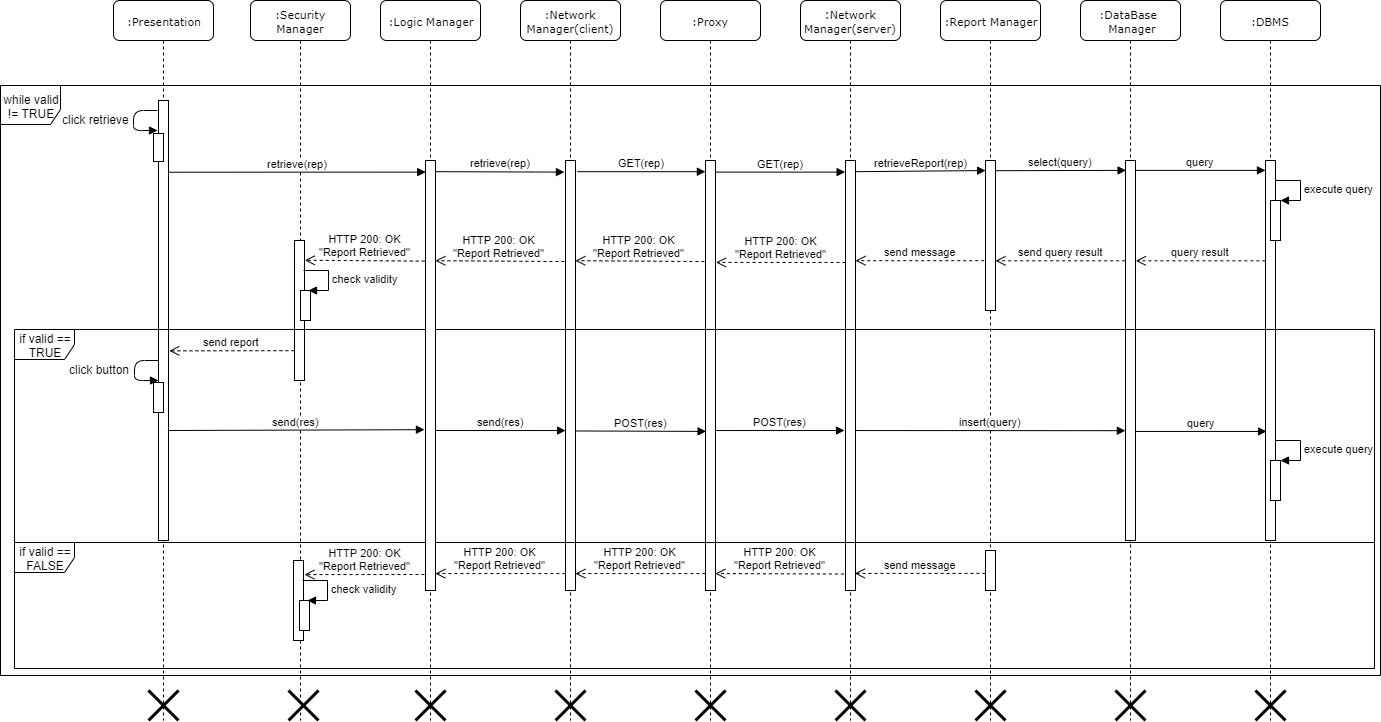 :Presentation
:Security
Manager
:Logic Manager
:Network
Manager(client)
:Proxy
:Network
Manager(server)
:Report Manager
:DataBase
Manager
:DBMS
while valid
!= TRUE
click retrieve
retrieve(rep)
retrieve(rep)
GET(rep)
GET(rep)
retrieveReport(rep)
select(query)
query
execute query
HTTP 200: OK
"Report Retrieved"
HTTP 200: OK
"Report Retrieved"
HTTP 200: OK
"Report Retrieved"
HTTP 200: OK
"Report Retrieved"
send message
send query result
query result
check validity
if valid ==
TRUE
send report
click button
send(res)
send(res)
POST(res)
POST(res)
insert(query)
query
execute query
if valid ==
FALSE
HTTP 200: OK
"Report Retrieved"
HTTP 200: OK
"Report Retrieved"
HTTP 200: OK
"Report Retrieved"
HTTP 200: OK
"Report Retrieved"
send message
check validity